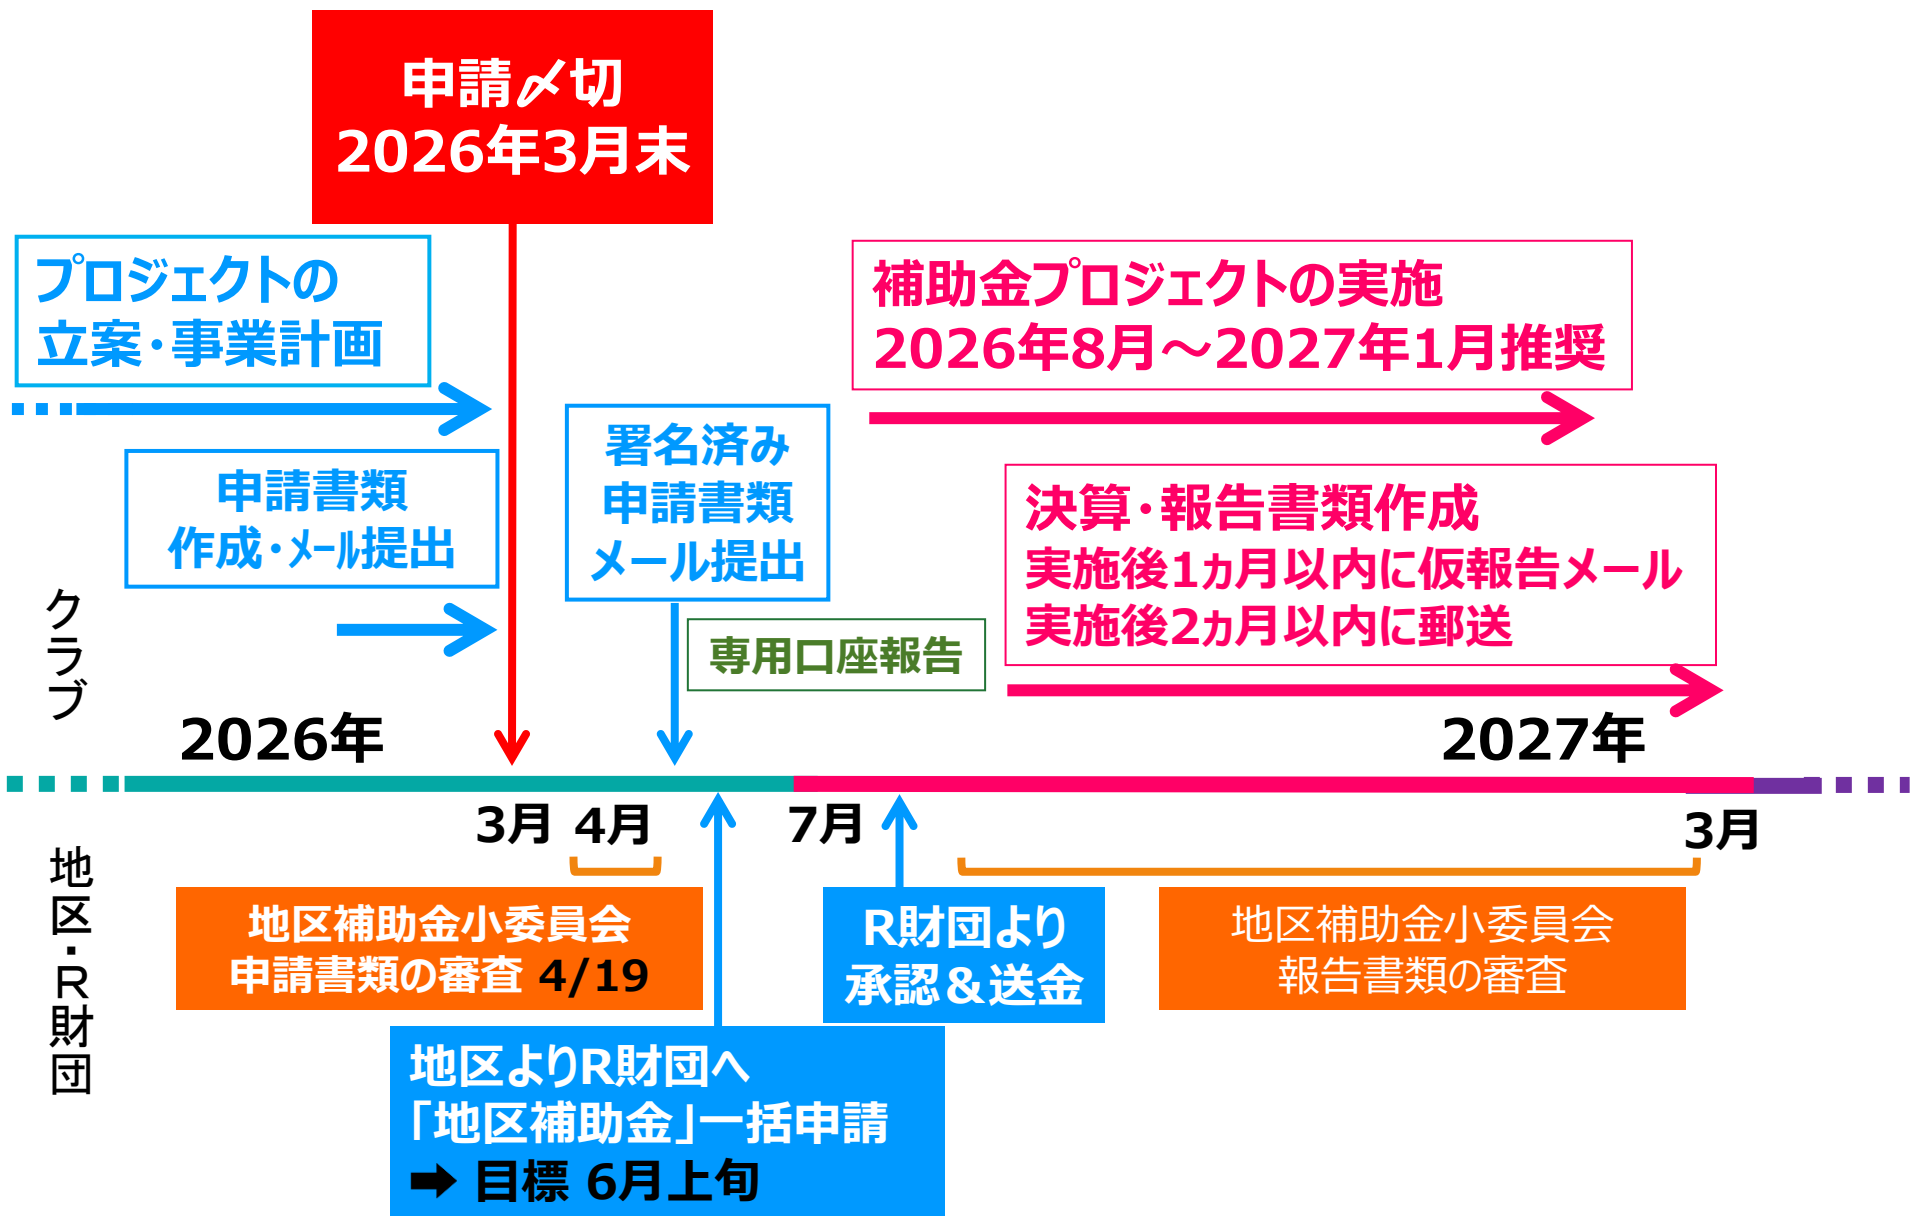 申請〆切
2026年3月末
プロジェクトの
立案・事業計画
補助金プロジェクトの実施
2026年8月～2027年1月推奨
申請書類
作成・ﾒｰﾙ提出
署名済み
申請書類
メール提出
決算・報告書類作成
実施後1ヵ月以内に仮報告メール
実施後2ヵ月以内に郵送
専用口座報告
クラブ
2026年
2027年
3月
4月
7月
3月
地区・R財団
地区補助金小委員会
申請書類の審査 4/19
R財団より
承認＆送金
地区補助金小委員会
報告書類の審査
地区よりR財団へ
「地区補助金」一括申請
➡ 目標 6月上旬